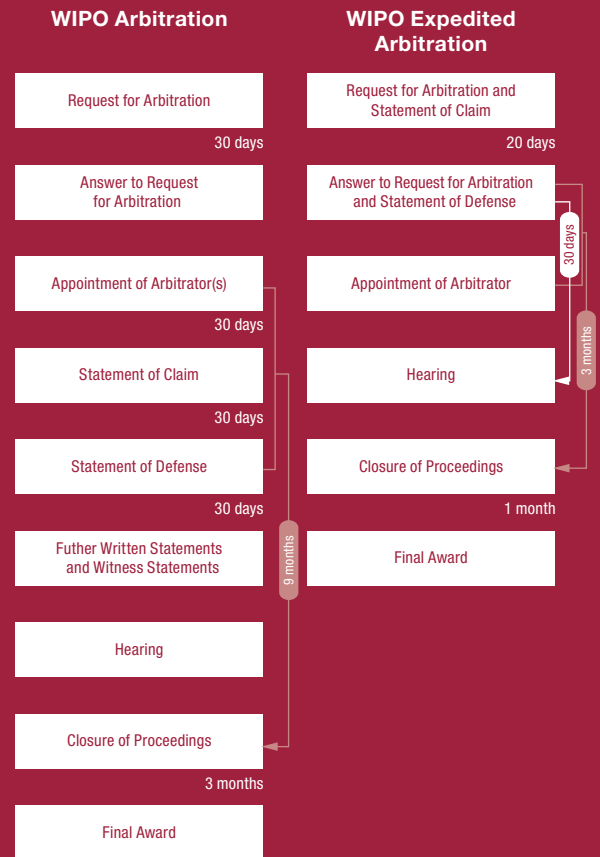 WIPO Arbitration
Request for Arbitration
30 days
Answer to Request
for Arbitration
Appointment of Arbitrator(s)
30 days
Statement of Claim
30 days
Statement of Defense
30 days
Futher Written Statements
and Witness Statements
9 months
Hearing
Closure of Proceedings
3 months
Final Award
WIPO Expedited
Arbitration
Request for Arbitration and
Statement of Claim
20 days
Answer to Request for Arbitration
and Statement of Defense
30 days
Appointment of Arbitrator
3 months
Hearing
Closure of Proceedings
1 month
Final Award